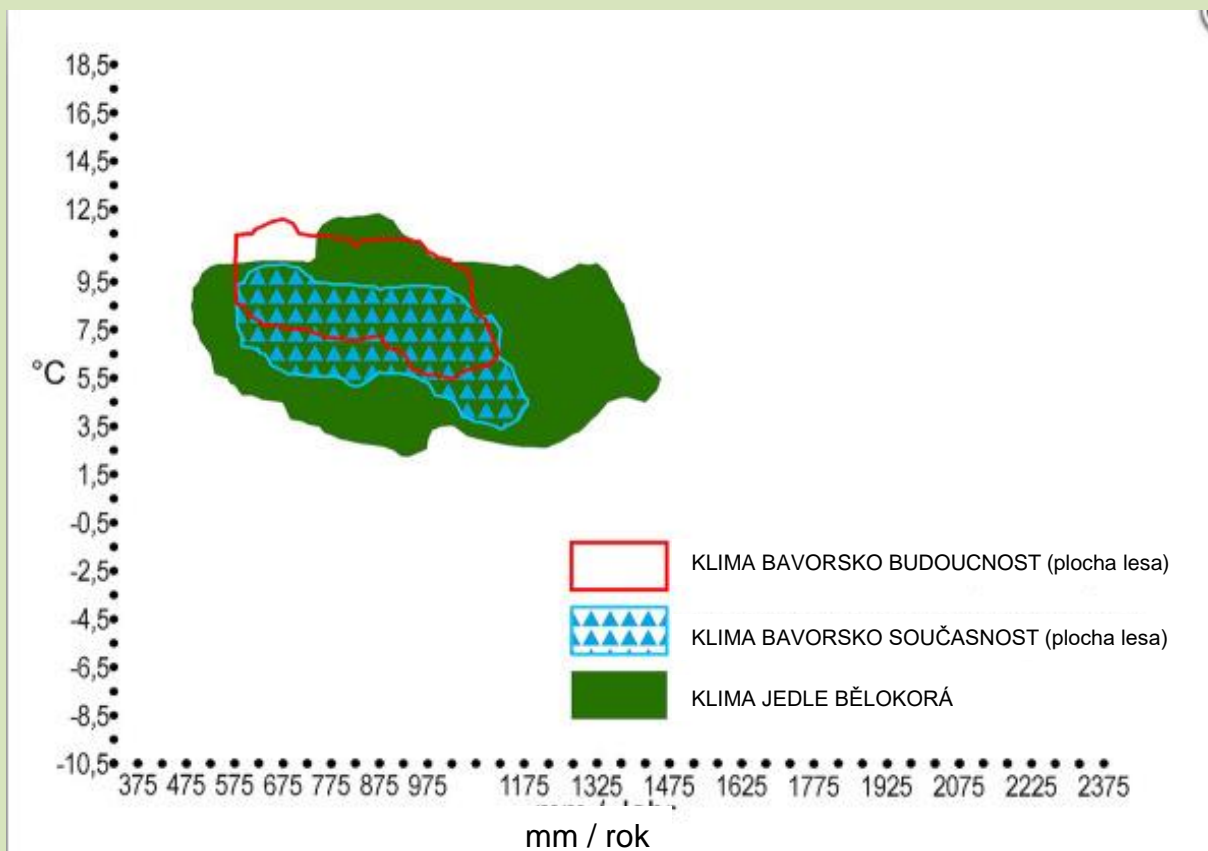 18,5
16,5
14,5
12,5
9,5
7,5
°C
5,5
3,5
1,5
-0,5
-2,5
-4,5
-6,5
-8,5
-10,5
KLIMA BAVORSKO BUDOUCNOST (plocha lesa)
KLIMA BAVORSKO SOUČASNOST (plocha lesa)
KLIMA JEDLE BĚLOKORÁ
375 475 575 675 775 875 975 1175 1325 1475 1625 1775 1925 2075 2225 2375
mm / rok